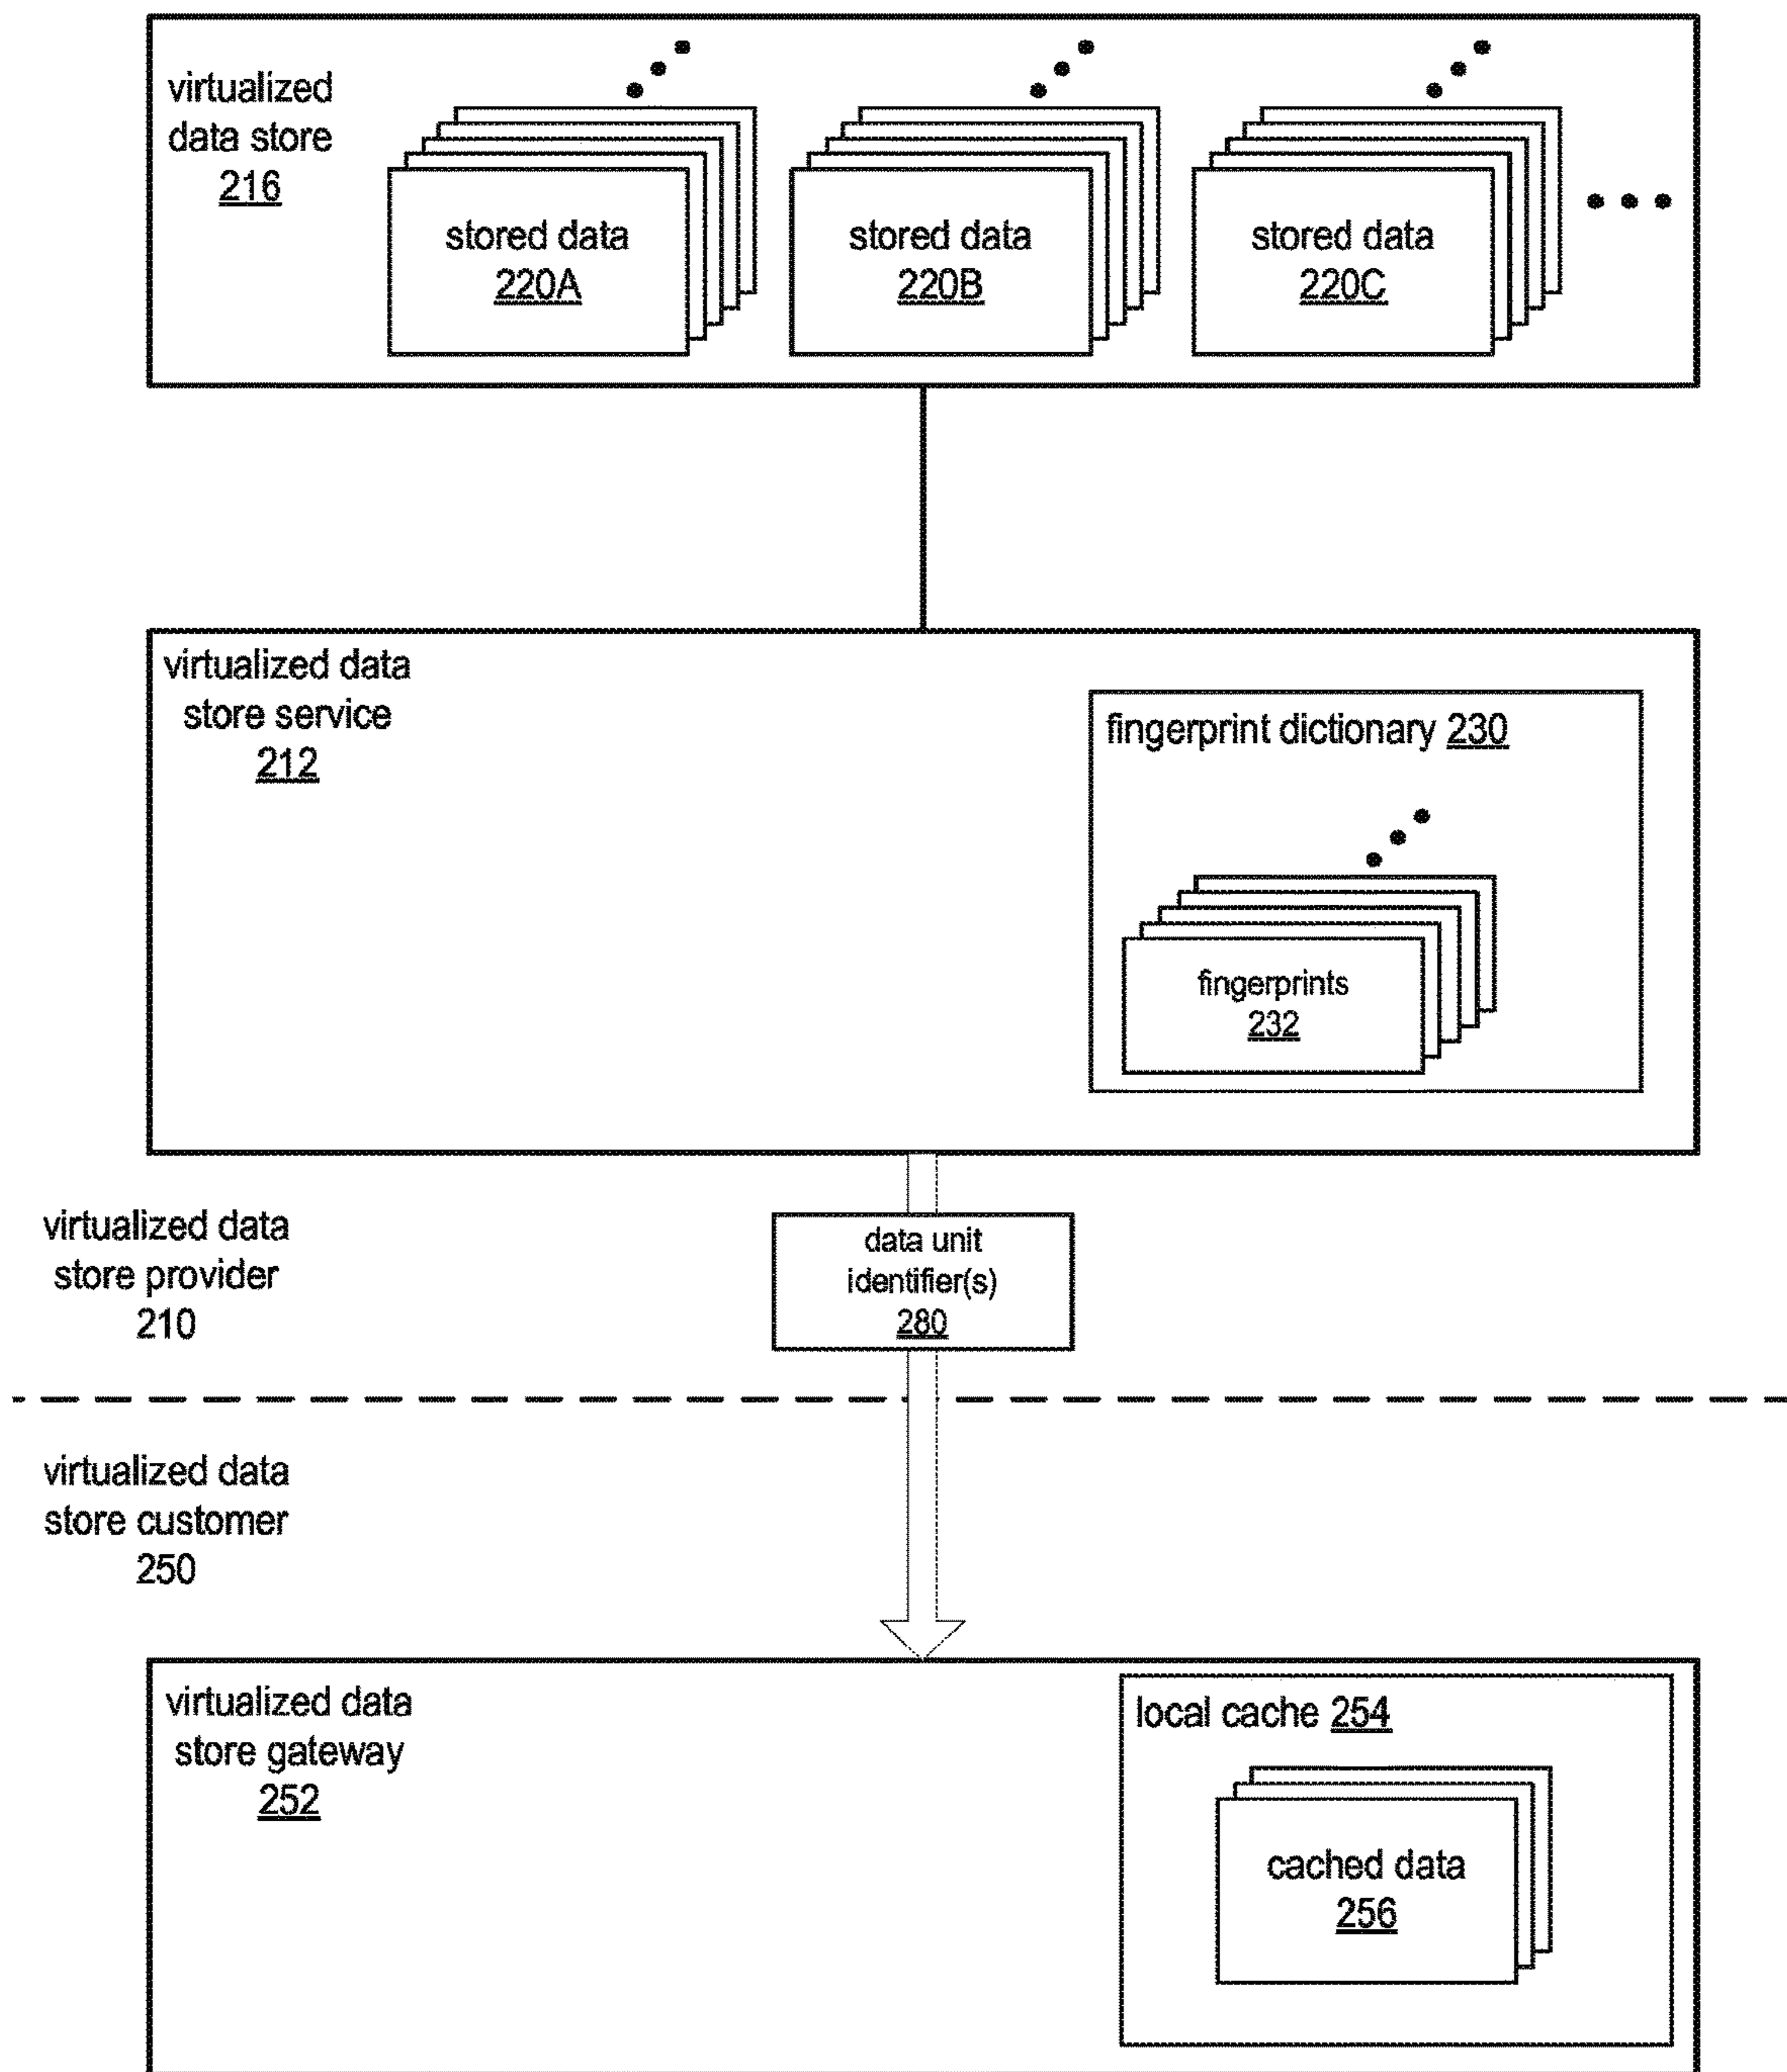 virtualized
data store
216
stored data
220A
stored data
220B
stored data
220C
virtualized data
store service
212
fingerprint dictionary 230
fingerprints
232
virtualized data
store provider
210
data unit
identifier(s)
280
virtualized data
store customer
250
virtualized data
store gateway
252
local cache 254
cached data
256